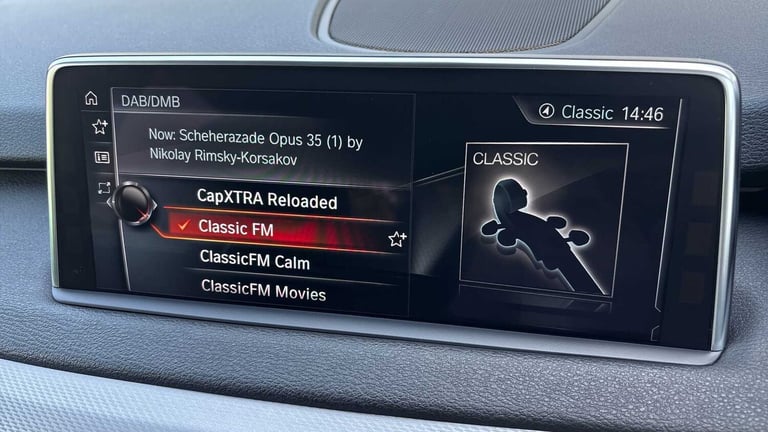 DAB/DMB
Classic 14:46
Now: Scheherazade Opus 35 (1) by
Nikolay Rimsky-Korsakov
CLASSIC
CapXTRA Reloaded
Classic FM
ClassicFM Calm
ClassicFM Movies